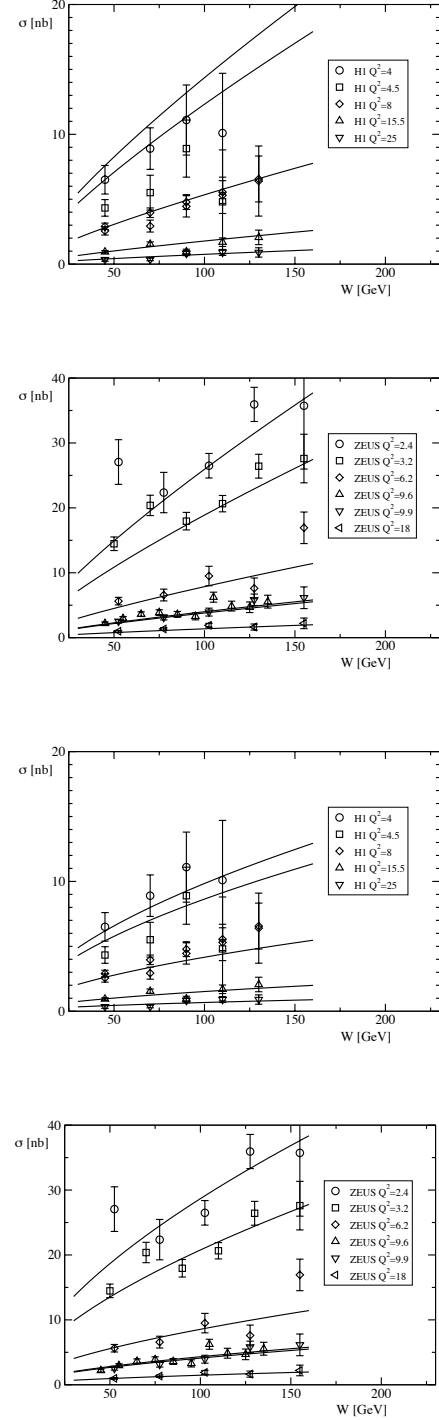 20
σ [nb]
H1 Q²=4
H1 Q²=4.5
H1 Q²=8
H1 Q²=15.5
H1 Q²=25
10
0
50 100 150 200
W [GeV]
40
σ [nb]
30
ZEUS Q²=2.4
ZEUS Q²=3.2
ZEUS Q²=6.2
ZEUS Q²=9.6
ZEUS Q²=9.9
ZEUS Q²=18
20
10
0
50 100 150 200
W [GeV]
20
σ [nb]
H1 Q²=4
H1 Q²=4.5
H1 Q²=8
H1 Q²=15.5
H1 Q²=25
10
0
50 100 150 200
W [GeV]
40
σ [nb]
30
ZEUS Q²=2.4
ZEUS Q²=3.2
ZEUS Q²=6.2
ZEUS Q²=9.6
ZEUS Q²=9.9
ZEUS Q²=18
20
10
0
50 100 150 200
W [GeV]